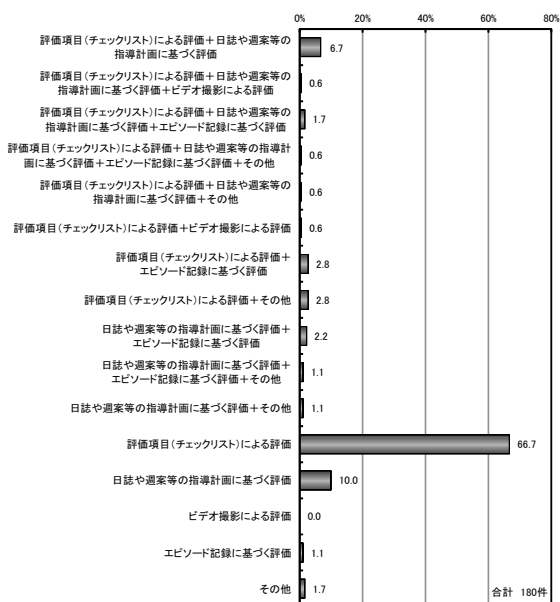 0% 20% 40% 60% 80%
評価項目(チェックリスト)による評価＋日誌や週案等の
指導計画に基づく評価
6.7
評価項目(チェックリスト)による評価＋日誌や週案等の
指導計画に基づく評価＋ビデオ撮影による評価
0.6
評価項目(チェックリスト)による評価＋日誌や週案等の
指導計画に基づく評価＋エピソード記録に基づく評価
1.7
評価項目(チェックリスト)による評価＋日誌や週案等の指導計
画に基づく評価＋エピソード記録に基づく評価＋その他
0.6
評価項目(チェックリスト)による評価＋日誌や週案等の
指導計画に基づく評価＋その他
0.6
評価項目(チェックリスト)による評価＋ビデオ撮影による評価
0.6
評価項目(チェックリスト)による評価＋
エピソード記録に基づく評価
2.8
評価項目(チェックリスト)による評価＋その他
2.8
日誌や週案等の指導計画に基づく評価＋
エピソード記録に基づく評価
2.2
日誌や週案等の指導計画に基づく評価＋
エピソード記録に基づく評価＋その他
1.1
日誌や週案等の指導計画に基づく評価＋その他
1.1
評価項目(チェックリスト)による評価
66.7
日誌や週案等の指導計画に基づく評価
10.0
ビデオ撮影による評価
0.0
エピソード記録に基づく評価
1.1
その他
1.7
合計 180件